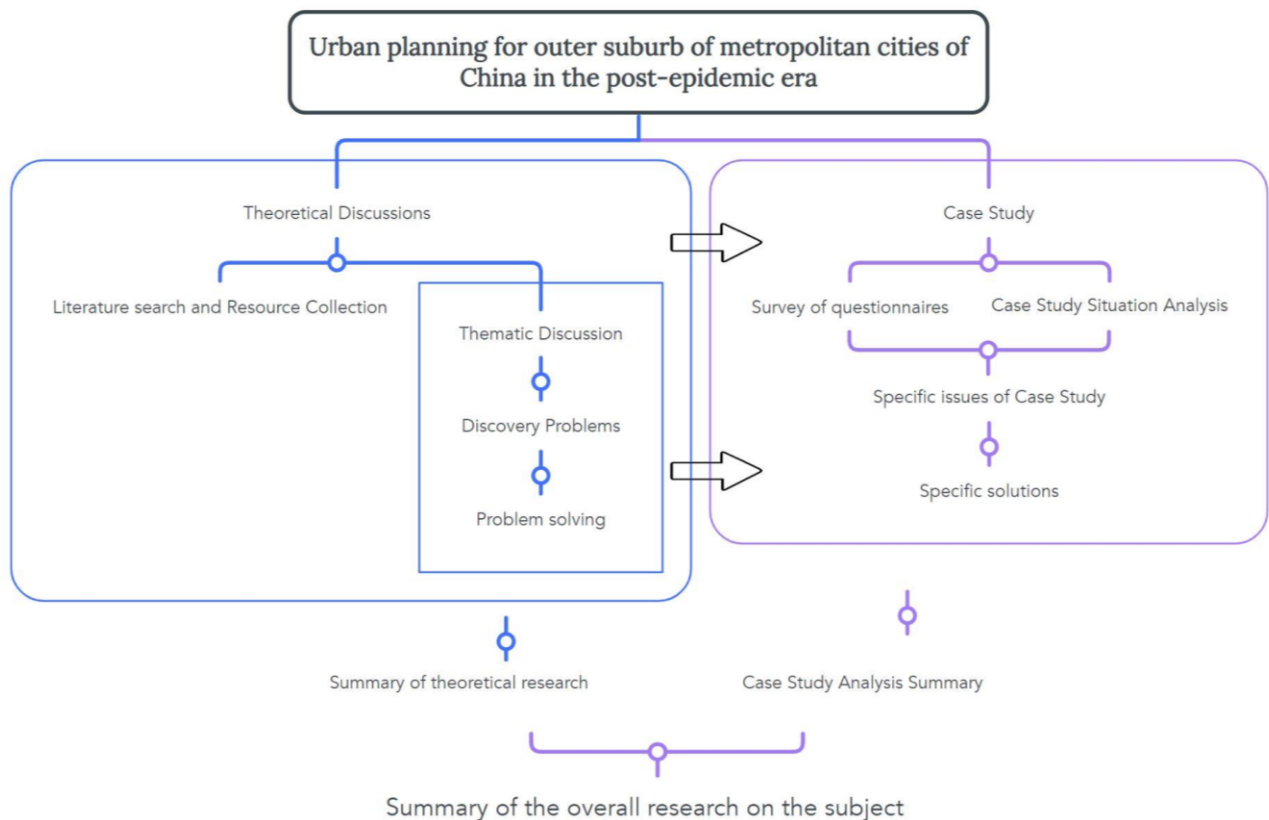 Urban planning for outer suburb of metropolitan cities of
China in the post-epidemic era
Theoretical Discussions
Literature search and Resource Collection
Thematic Discussion
Discovery Problems
Problem solving
Case Study
Survey of questionnaires
Case Study Situation Analysis
Specific issues of Case Study
Specific solutions
Summary of theoretical research
Case Study Analysis Summary
Summary of the overall research on the subject